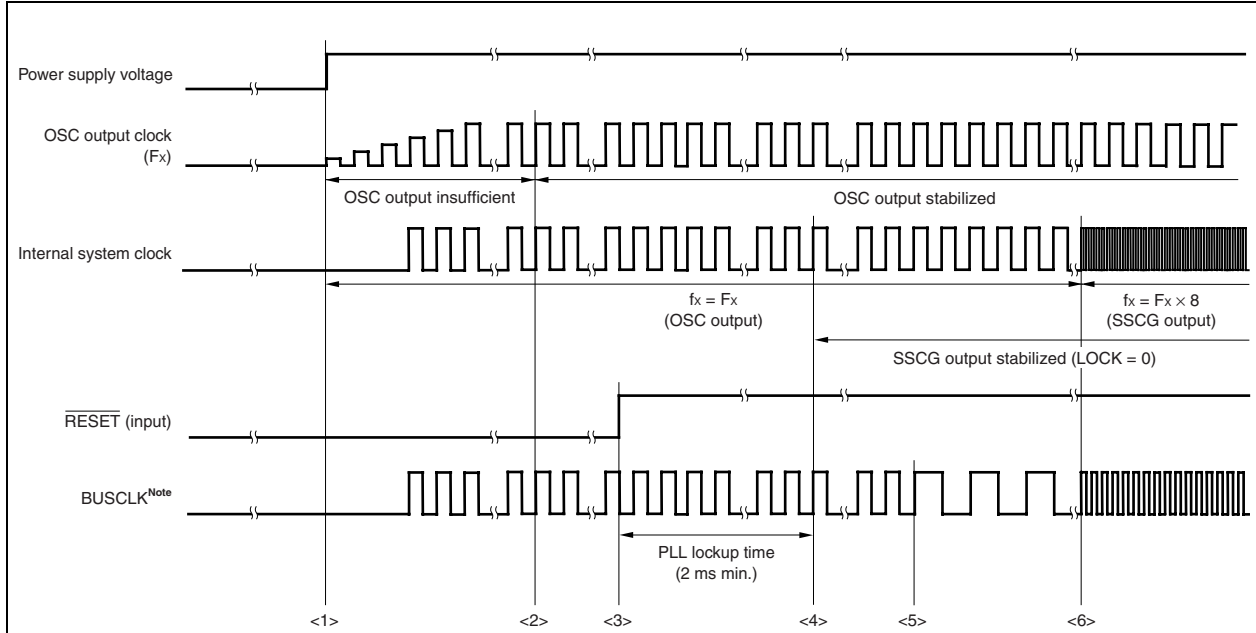 Power supply voltage
OSC output clock
(Fx)
OSC output insufficient
OSC output stabilized
Internal system clock
fx = Fx
(OSC output)
fx = Fx × 8
(SSCG output)
SSCG output stabilized (LOCK = 0)
RESET (input)
BUSCLK Note
PLL lockup time
(2 ms min.)
<1> <2> <3> <4> <5> <6>